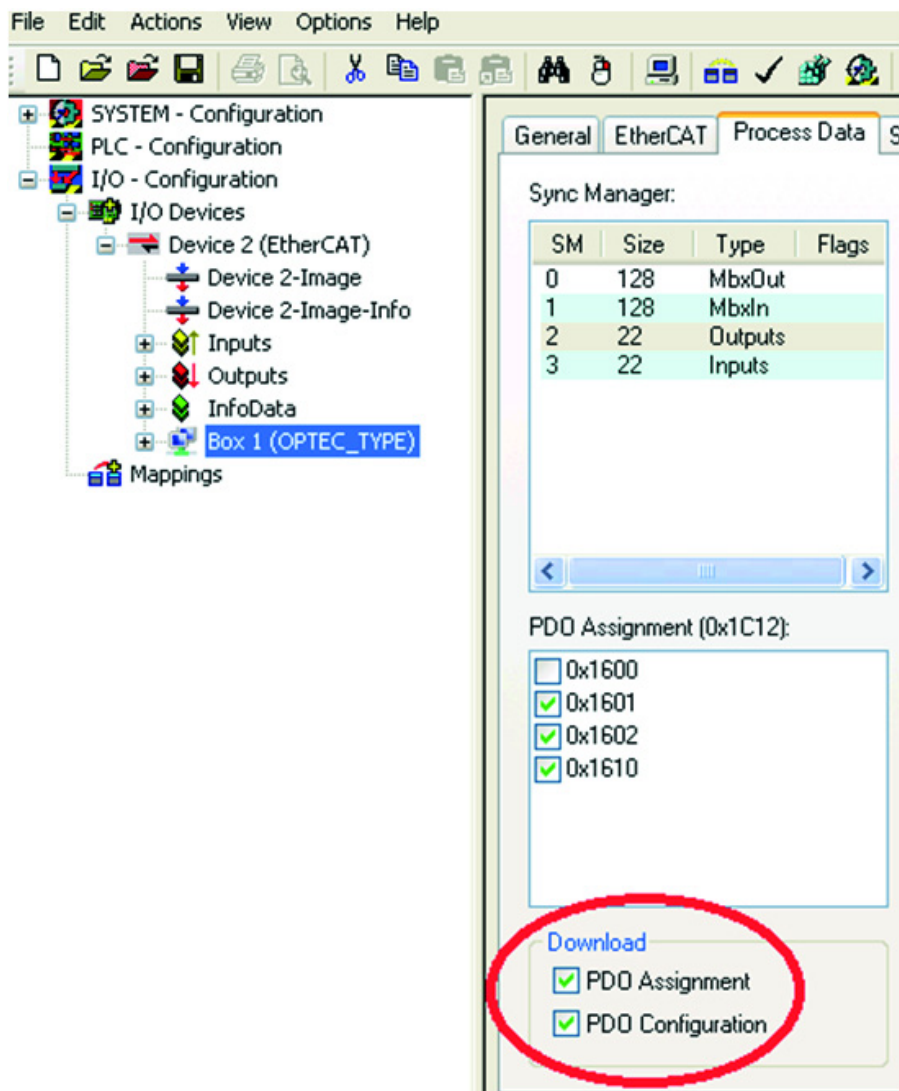 File Edit Actions View Options Help
SYSTEM - Configuration
PLC - Configuration
I/O - Configuration
I/O Devices
Device 2 (EtherCAT)
Device 2-Image
Device 2-Image-Info
Inputs
Outputs
InfoData
Box 1 (OPTEC_TYPE)
Mappings
General EtherCAT Process Data S
Sync Manager:
SM Size Type Flags
0 128 MbxOut
1 128 MbxIn
2 22 Outputs
3 22 Inputs
PDO Assignment (0x1C12):
0x1600
0x1601
0x1602
0x1610
Download
PDO Assignment
PDO Configuration